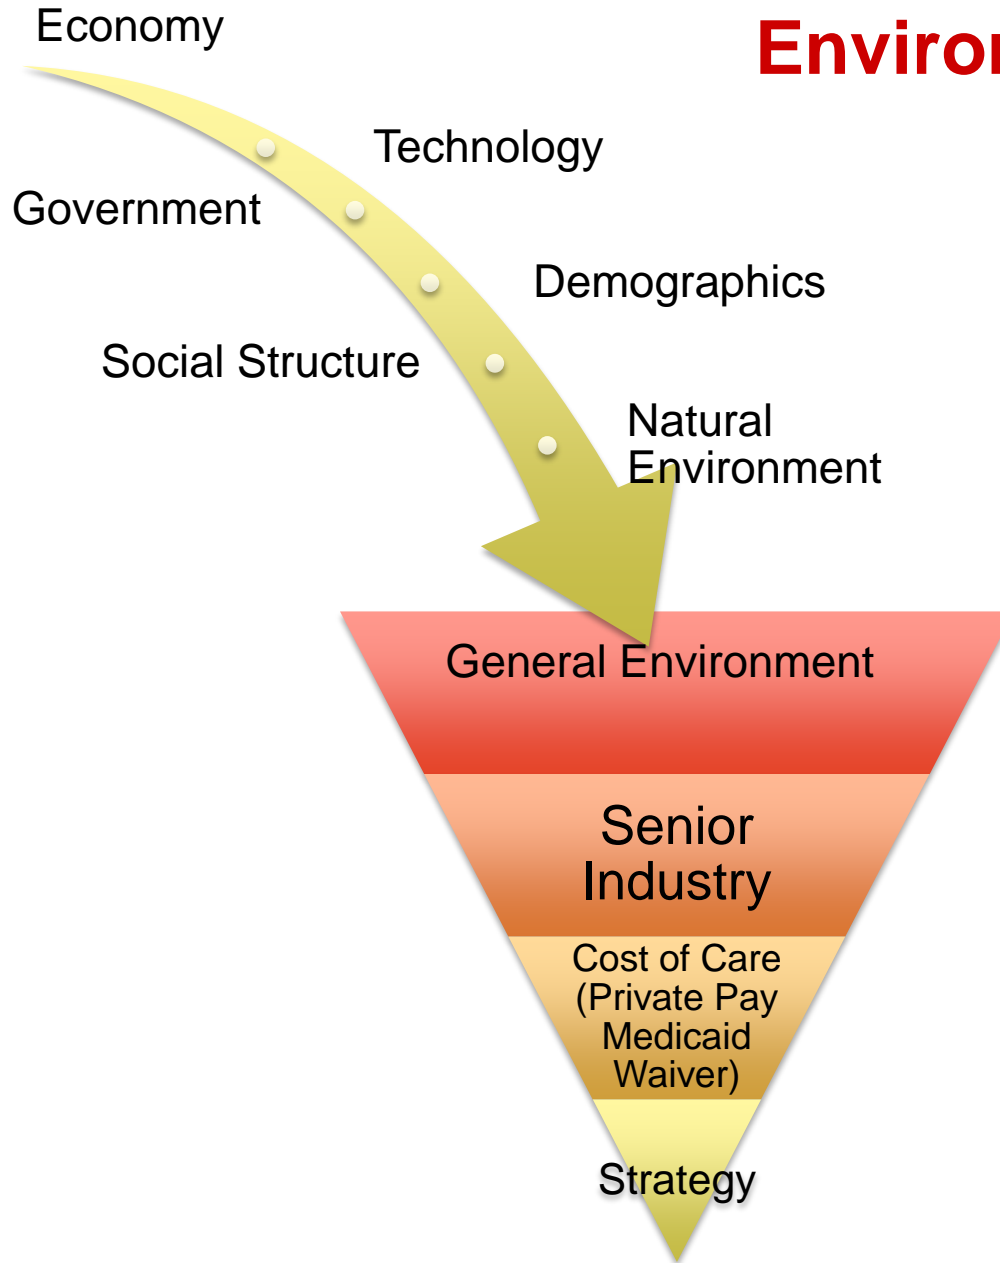 Economy
Environ
Technology
Government
Demographics
Social Structure
Natural
Environment
General Environment
Senior
Industry
Cost of Care
(Private Pay
Medicaid
Waiver)
Strategy